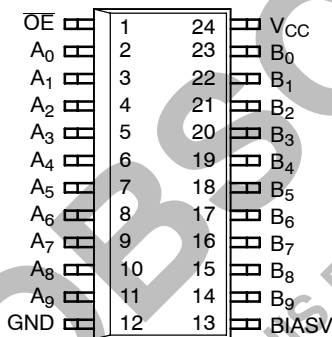 OE 1 24 VCC
A0 2 23 B0
A1 3 22 B1
A2 4 21 B2
A3 5 20 B3
A4 6 19 B4
A5 7 18 B5
A6 8 17 B6
A7 9 16 B7
A8 10 15 B8
A9 11 14 B9
GND 12 13 BIASV